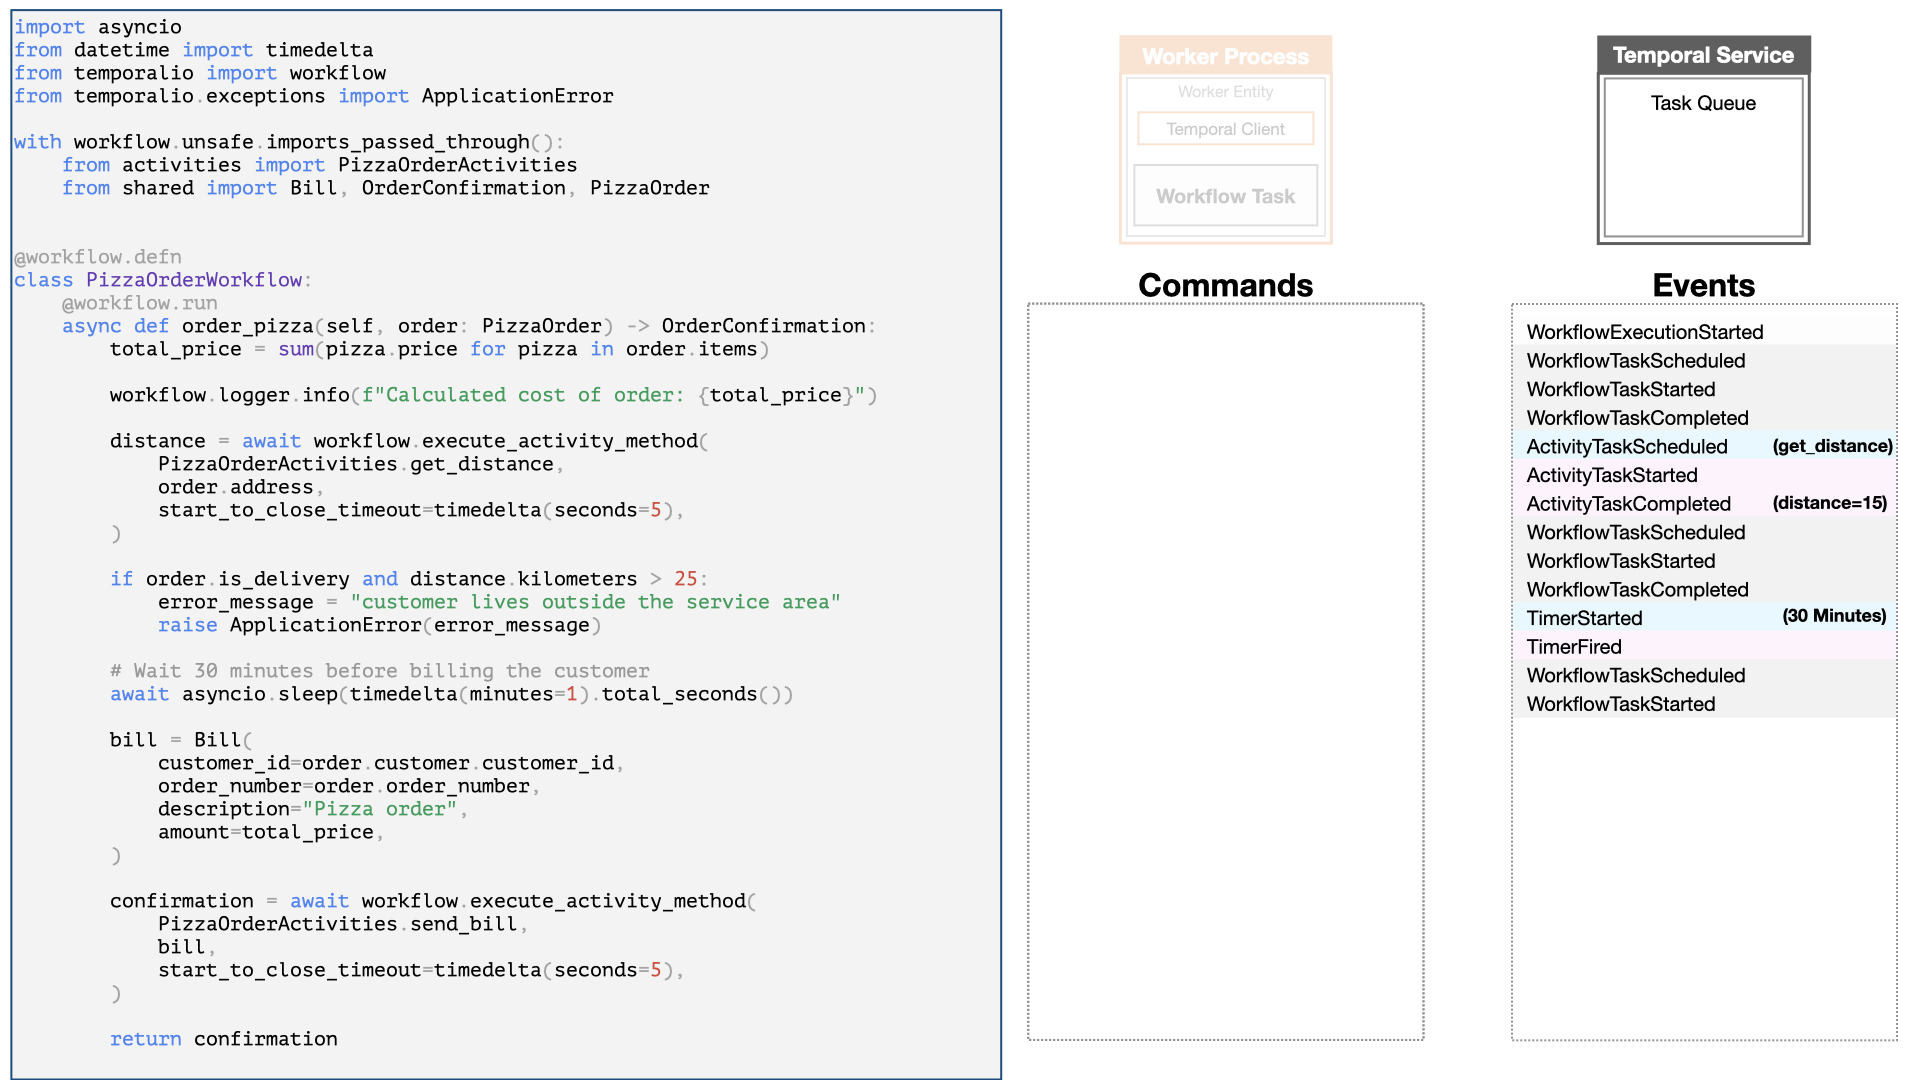 import asyncio
from datetime import timedelta
from temporalio import workflow
from temporalio.exceptions import ApplicationError

with workflow.unsafe.imports_passed_through():
    from activities import PizzaOrderActivities
    from shared import Bill, OrderConfirmation, PizzaOrder

@workflow.defn
class PizzaOrderWorkflow:
    @workflow.run
    async def order_pizza(self, order: PizzaOrder) -> OrderConfirmation:
        total_price = sum(pizza.price for pizza in order.items)

        workflow.logger.info(f"Calculated cost of order: {total_price}")

        distance = await workflow.execute_activity_method(
            PizzaOrderActivities.get_distance,
            order.address,
            start_to_close_timeout=timedelta(seconds=5),
        )

        if order.is_delivery and distance.kilometers > 25:
            error_message = "customer lives outside the service area"
            raise ApplicationError(error_message)

        # Wait 30 minutes before billing the customer
        await asyncio.sleep(timedelta(minutes=1).total_seconds())

        bill = Bill(
            customer_id=order.customer.customer_id,
            order_number=order.order_number,
            description="Pizza order",
            amount=total_price,
        )

        confirmation = await workflow.execute_activity_method(
            PizzaOrderActivities.send_bill,
            bill,
            start_to_close_timeout=timedelta(seconds=5),
        )

        return confirmation
Worker Process
Worker Entity
Temporal Client
Workflow Task
Commands
Temporal Service
Task Queue
Events
WorkflowExecutionStarted
WorkflowTaskScheduled
WorkflowTaskStarted
WorkflowTaskCompleted
ActivityTaskScheduled (get_distance)
ActivityTaskStarted
ActivityTaskCompleted (distance=15)
WorkflowTaskScheduled
WorkflowTaskStarted
WorkflowTaskCompleted
TimerStarted (30 Minutes)
TimerFired
WorkflowTaskScheduled
WorkflowTaskStarted